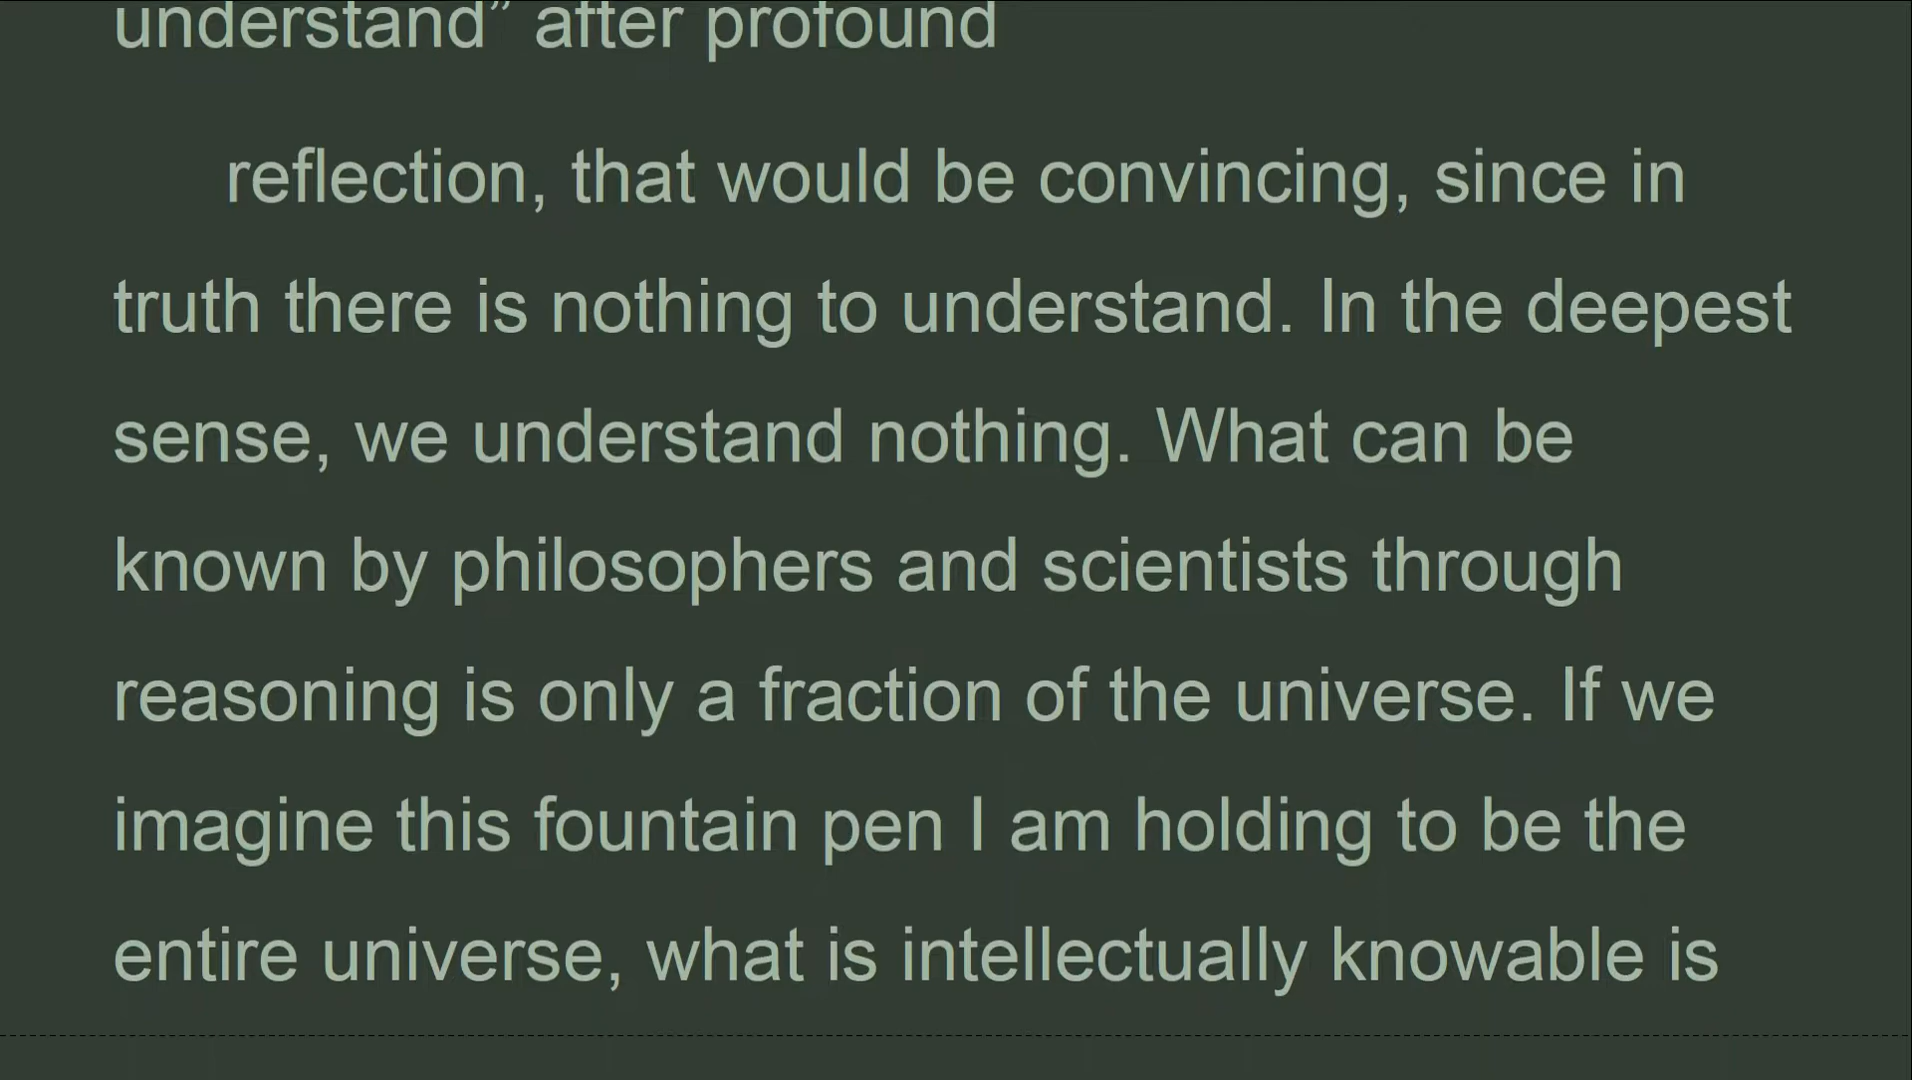 understand” after profound
reflection, that would be convincing, since in
truth there is nothing to understand. In the deepest
sense, we understand nothing. What can be
known by philosophers and scientists through
reasoning is only a fraction of the universe. If we
imagine this fountain pen I am holding to be the
entire universe, what is intellectually knowable is